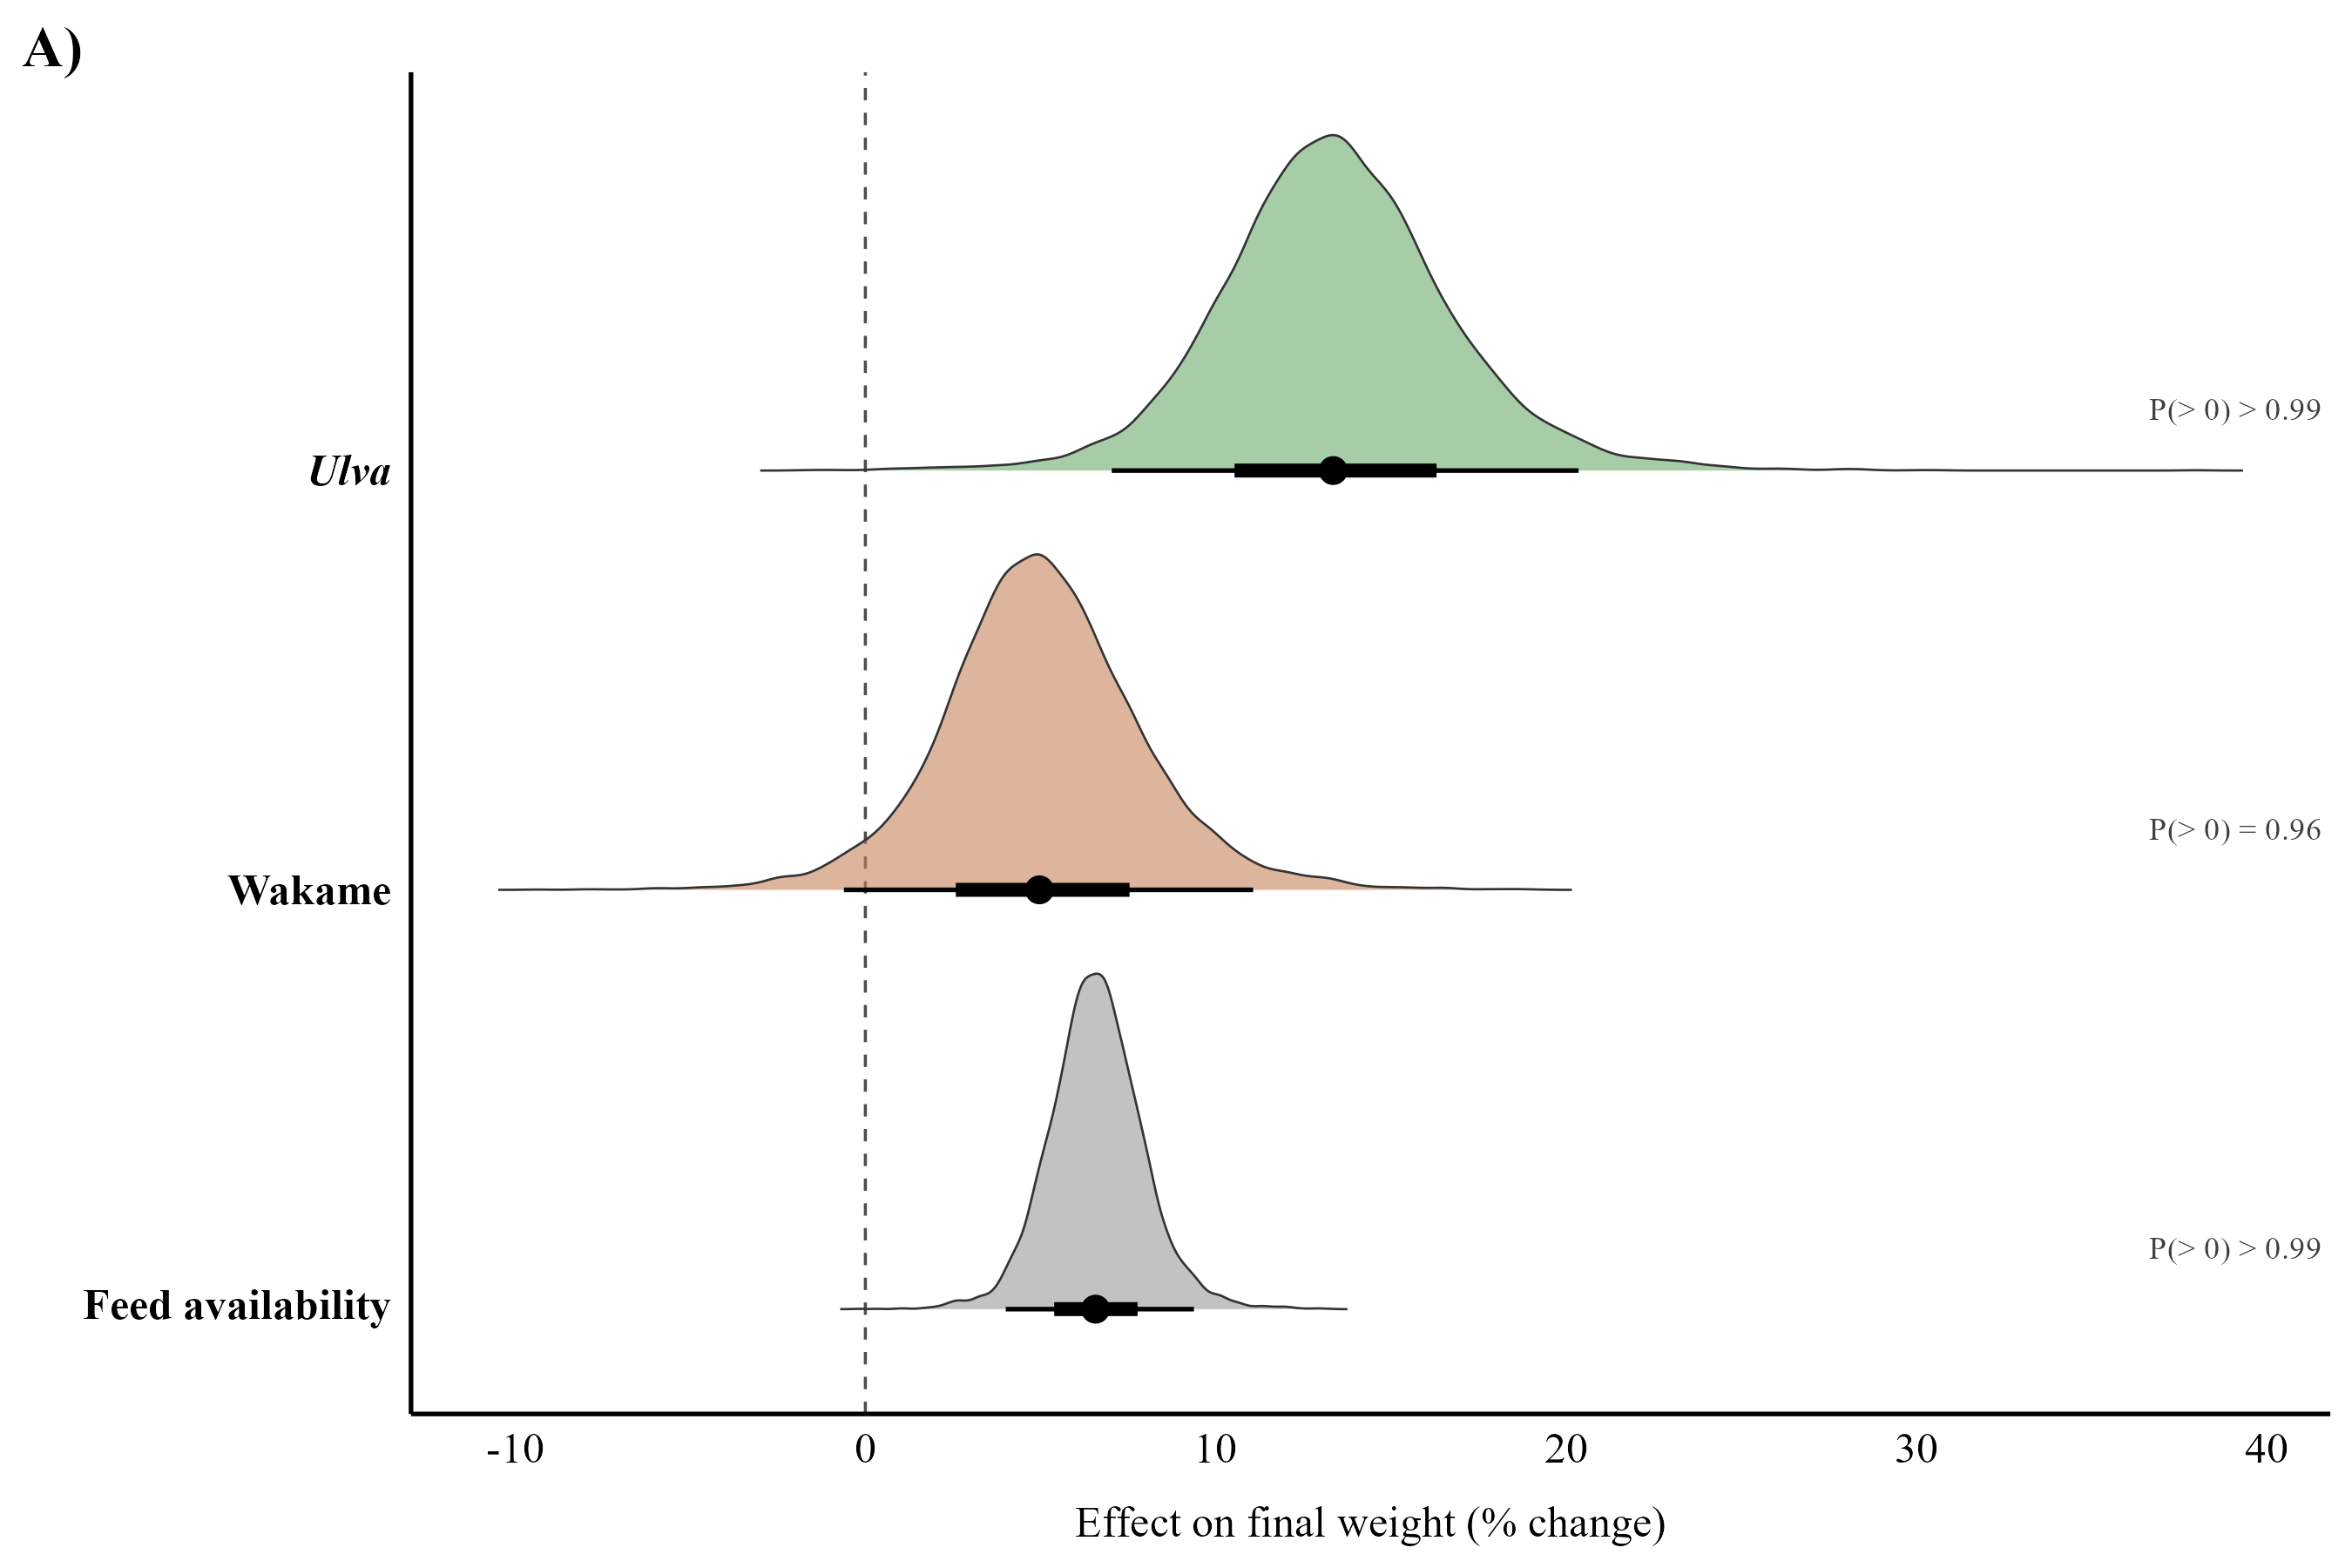 A)
Ulva
P(> 0) > 0.99
Wakame
P(> 0) = 0.96
Feed availability
P(> 0) > 0.99
-10 0 10 20 30 40
Effect on final weight (% change)